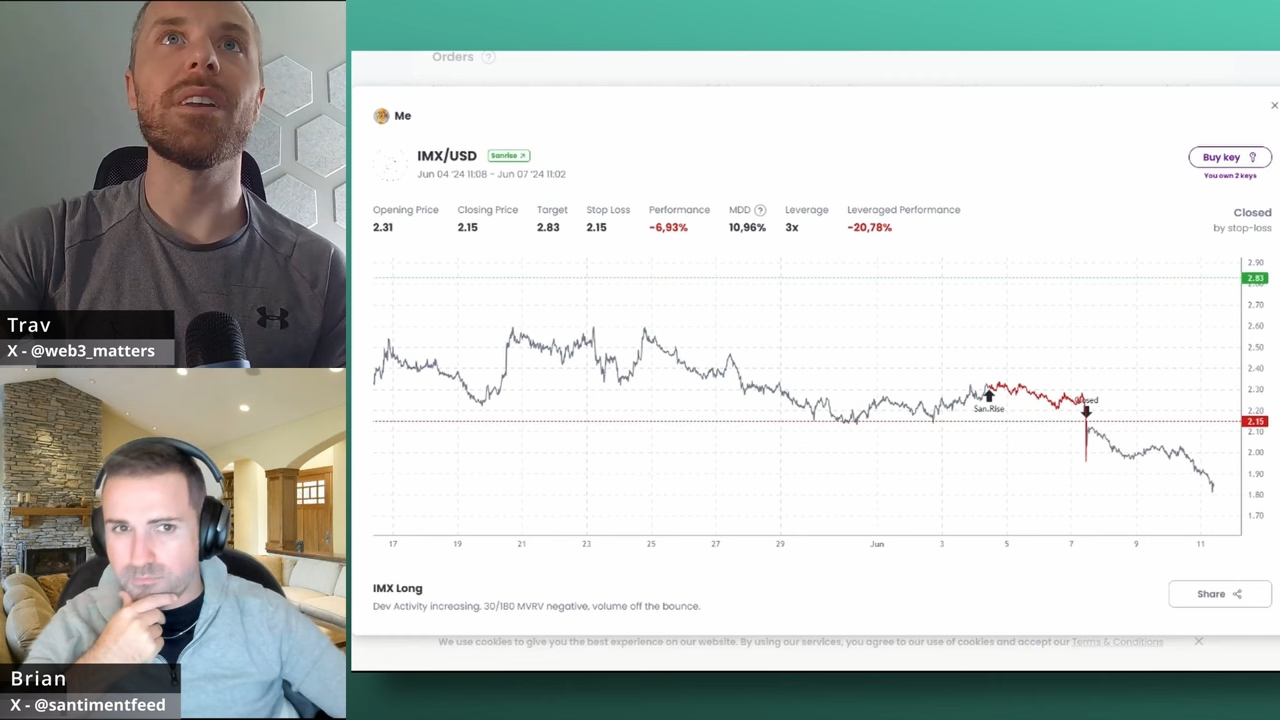 Trav
X - @web3_matters
Brian
X - @santimentfeed
Orders ?
Me
×
IMX/USD Sanrise ↗
Jun 04 '24 11:08 - Jun 07 '24 11:02
Buy key
You own 2 keys
Opening Price Closing Price Target Stop Loss Performance MDD ? Leverage Leveraged Performance
2.31 2.15 2.83 2.15 -6,93% 10,96% 3x -20,78%
Closed
by stop-loss
2.90
2.83
2.80
2.70
2.60
2.50
2.40
2.30
2.20
2.15
2.10
2.00
1.90
1.80
1.70
San.Rise
Closed
17 19 21 23 25 27 29 Jun 3 5 7 9 11
IMX Long
Dev Activity increasing. 30/180 MVRV negative, volume off the bounce.
Share
We use cookies to give you the best experience on our website. By using our services, you agree to our use of cookies and accept our Terms & Conditions ×